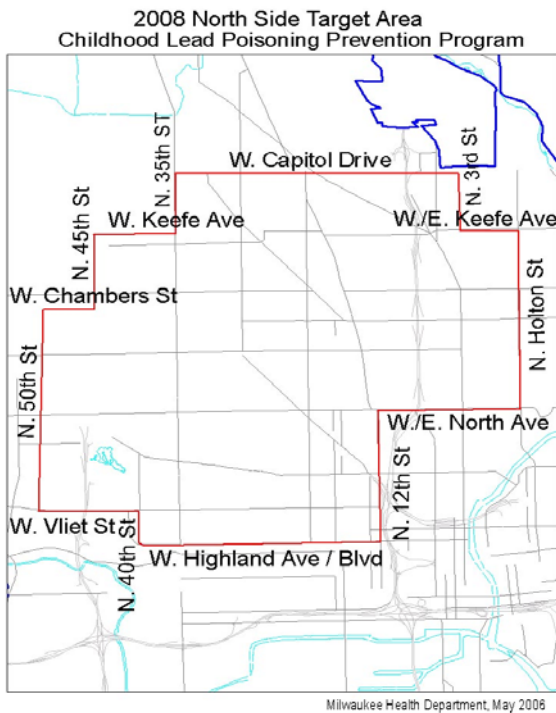 2008 North Side Target Area
Childhood Lead Poisoning Prevention Program
N. 35th ST
W. Capitol Drive
N. 3rd St
N. 45th St
W. Keefe Ave
W./E. Keefe Ave
W. Chambers St
N. Holton St
N. 50th St
W./E. North Ave
N. 12th St
W. Vliet St
N. 40th St
W. Highland Ave / Blvd
Milwaukee Health Department, May 2006